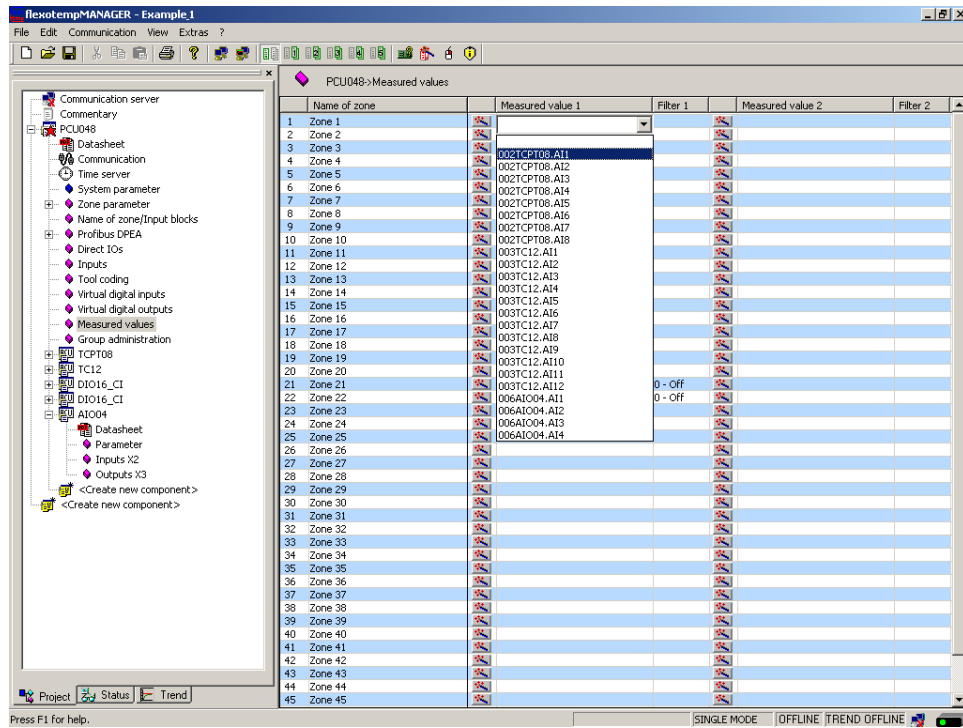 flexotempMANAGER - Example_1
File Edit Communication View Extras ?
PCU048->Measured values
Communication server
Commentary
PCU048
Datasheet
Communication
Time server
System parameter
Zone parameter
Name of zone/Input blocks
Profibus DPEA
Direct IOs
Inputs
Tool coding
Virtual digital inputs
Virtual digital outputs
Measured values
Group administration
TCPT08
TC12
DIO16_CI
DIO16_CI
AIO04
Datasheet
Parameter
Inputs X2
Outputs X3
<Create new component>
<Create new component>
Project Status Trend
Name of zone Measured value 1 Filter 1 Measured value 2 Filter 2
1 Zone 1
2 Zone 2
3 Zone 3
4 Zone 4
5 Zone 5
6 Zone 6
7 Zone 7
8 Zone 8
9 Zone 9
10 Zone 10
11 Zone 11
12 Zone 12
13 Zone 13
14 Zone 14
15 Zone 15
16 Zone 16
17 Zone 17
18 Zone 18
19 Zone 19
20 Zone 20
21 Zone 21 0 - Off
22 Zone 22 0 - Off
23 Zone 23
24 Zone 24
25 Zone 25
26 Zone 26
27 Zone 27
28 Zone 28
29 Zone 29
30 Zone 30
31 Zone 31
32 Zone 32
33 Zone 33
34 Zone 34
35 Zone 35
36 Zone 36
37 Zone 37
38 Zone 38
39 Zone 39
40 Zone 40
41 Zone 41
42 Zone 42
43 Zone 43
44 Zone 44
45 Zone 45
002TCPT08.AI1
002TCPT08.AI2
002TCPT08.AI3
002TCPT08.AI4
002TCPT08.AI5
002TCPT08.AI6
002TCPT08.AI7
002TCPT08.AI8
003TC12.AI1
003TC12.AI2
003TC12.AI3
003TC12.AI4
003TC12.AI5
003TC12.AI6
003TC12.AI7
003TC12.AI8
003TC12.AI9
003TC12.AI10
003TC12.AI11
003TC12.AI12
006AIO04.AI1
006AIO04.AI2
006AIO04.AI3
006AIO04.AI4
Press F1 for help.
SINGLE MODE OFFLINE TREND OFFLINE